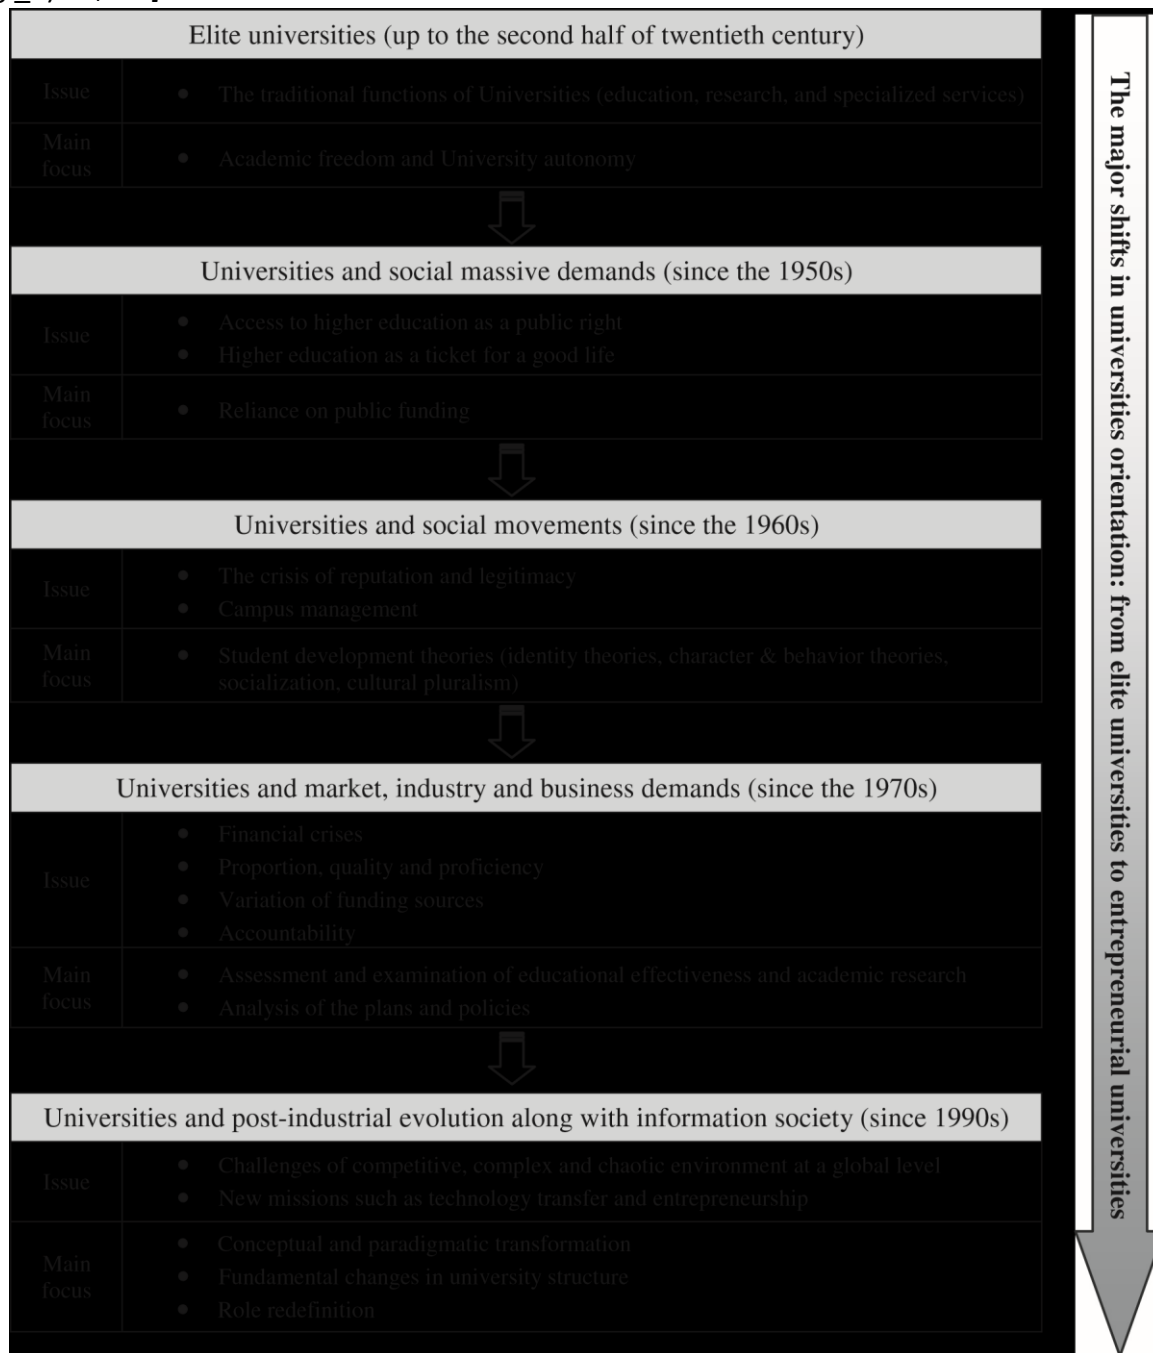 Elite universities (up to the second half of twentieth century)
Issue
● The traditional functions of Universities (education, research, and specialized services)
Main
focus
● Academic freedom and University autonomy
Universities and social massive demands (since the 1950s)
Issue
● Access to higher education as a public right
● Higher education as a ticket for a good life
Main
focus
● Reliance on public funding
Universities and social movements (since the 1960s)
Issue
● The crisis of reputation and legitimacy
● Campus management
Main
focus
● Student development theories (identity theories, character & behavior theories,
socialization, cultural pluralism)
Universities and market, industry and business demands (since the 1970s)
Issue
● Financial crises
● Proportion, quality and proficiency
● Variation of funding sources
● Accountability
Main
focus
● Assessment and examination of educational effectiveness and academic research
● Analysis of the plans and policies
Universities and post-industrial evolution along with information society (since 1990s)
Issue
● Challenges of competitive, complex and chaotic environment at a global level
● New missions such as technology transfer and entrepreneurship
Main
focus
● Conceptual and paradigmatic transformation
● Fundamental changes in university structure
● Role redefinition
The major shifts in universities orientation: from elite universities to entrepreneurial universities